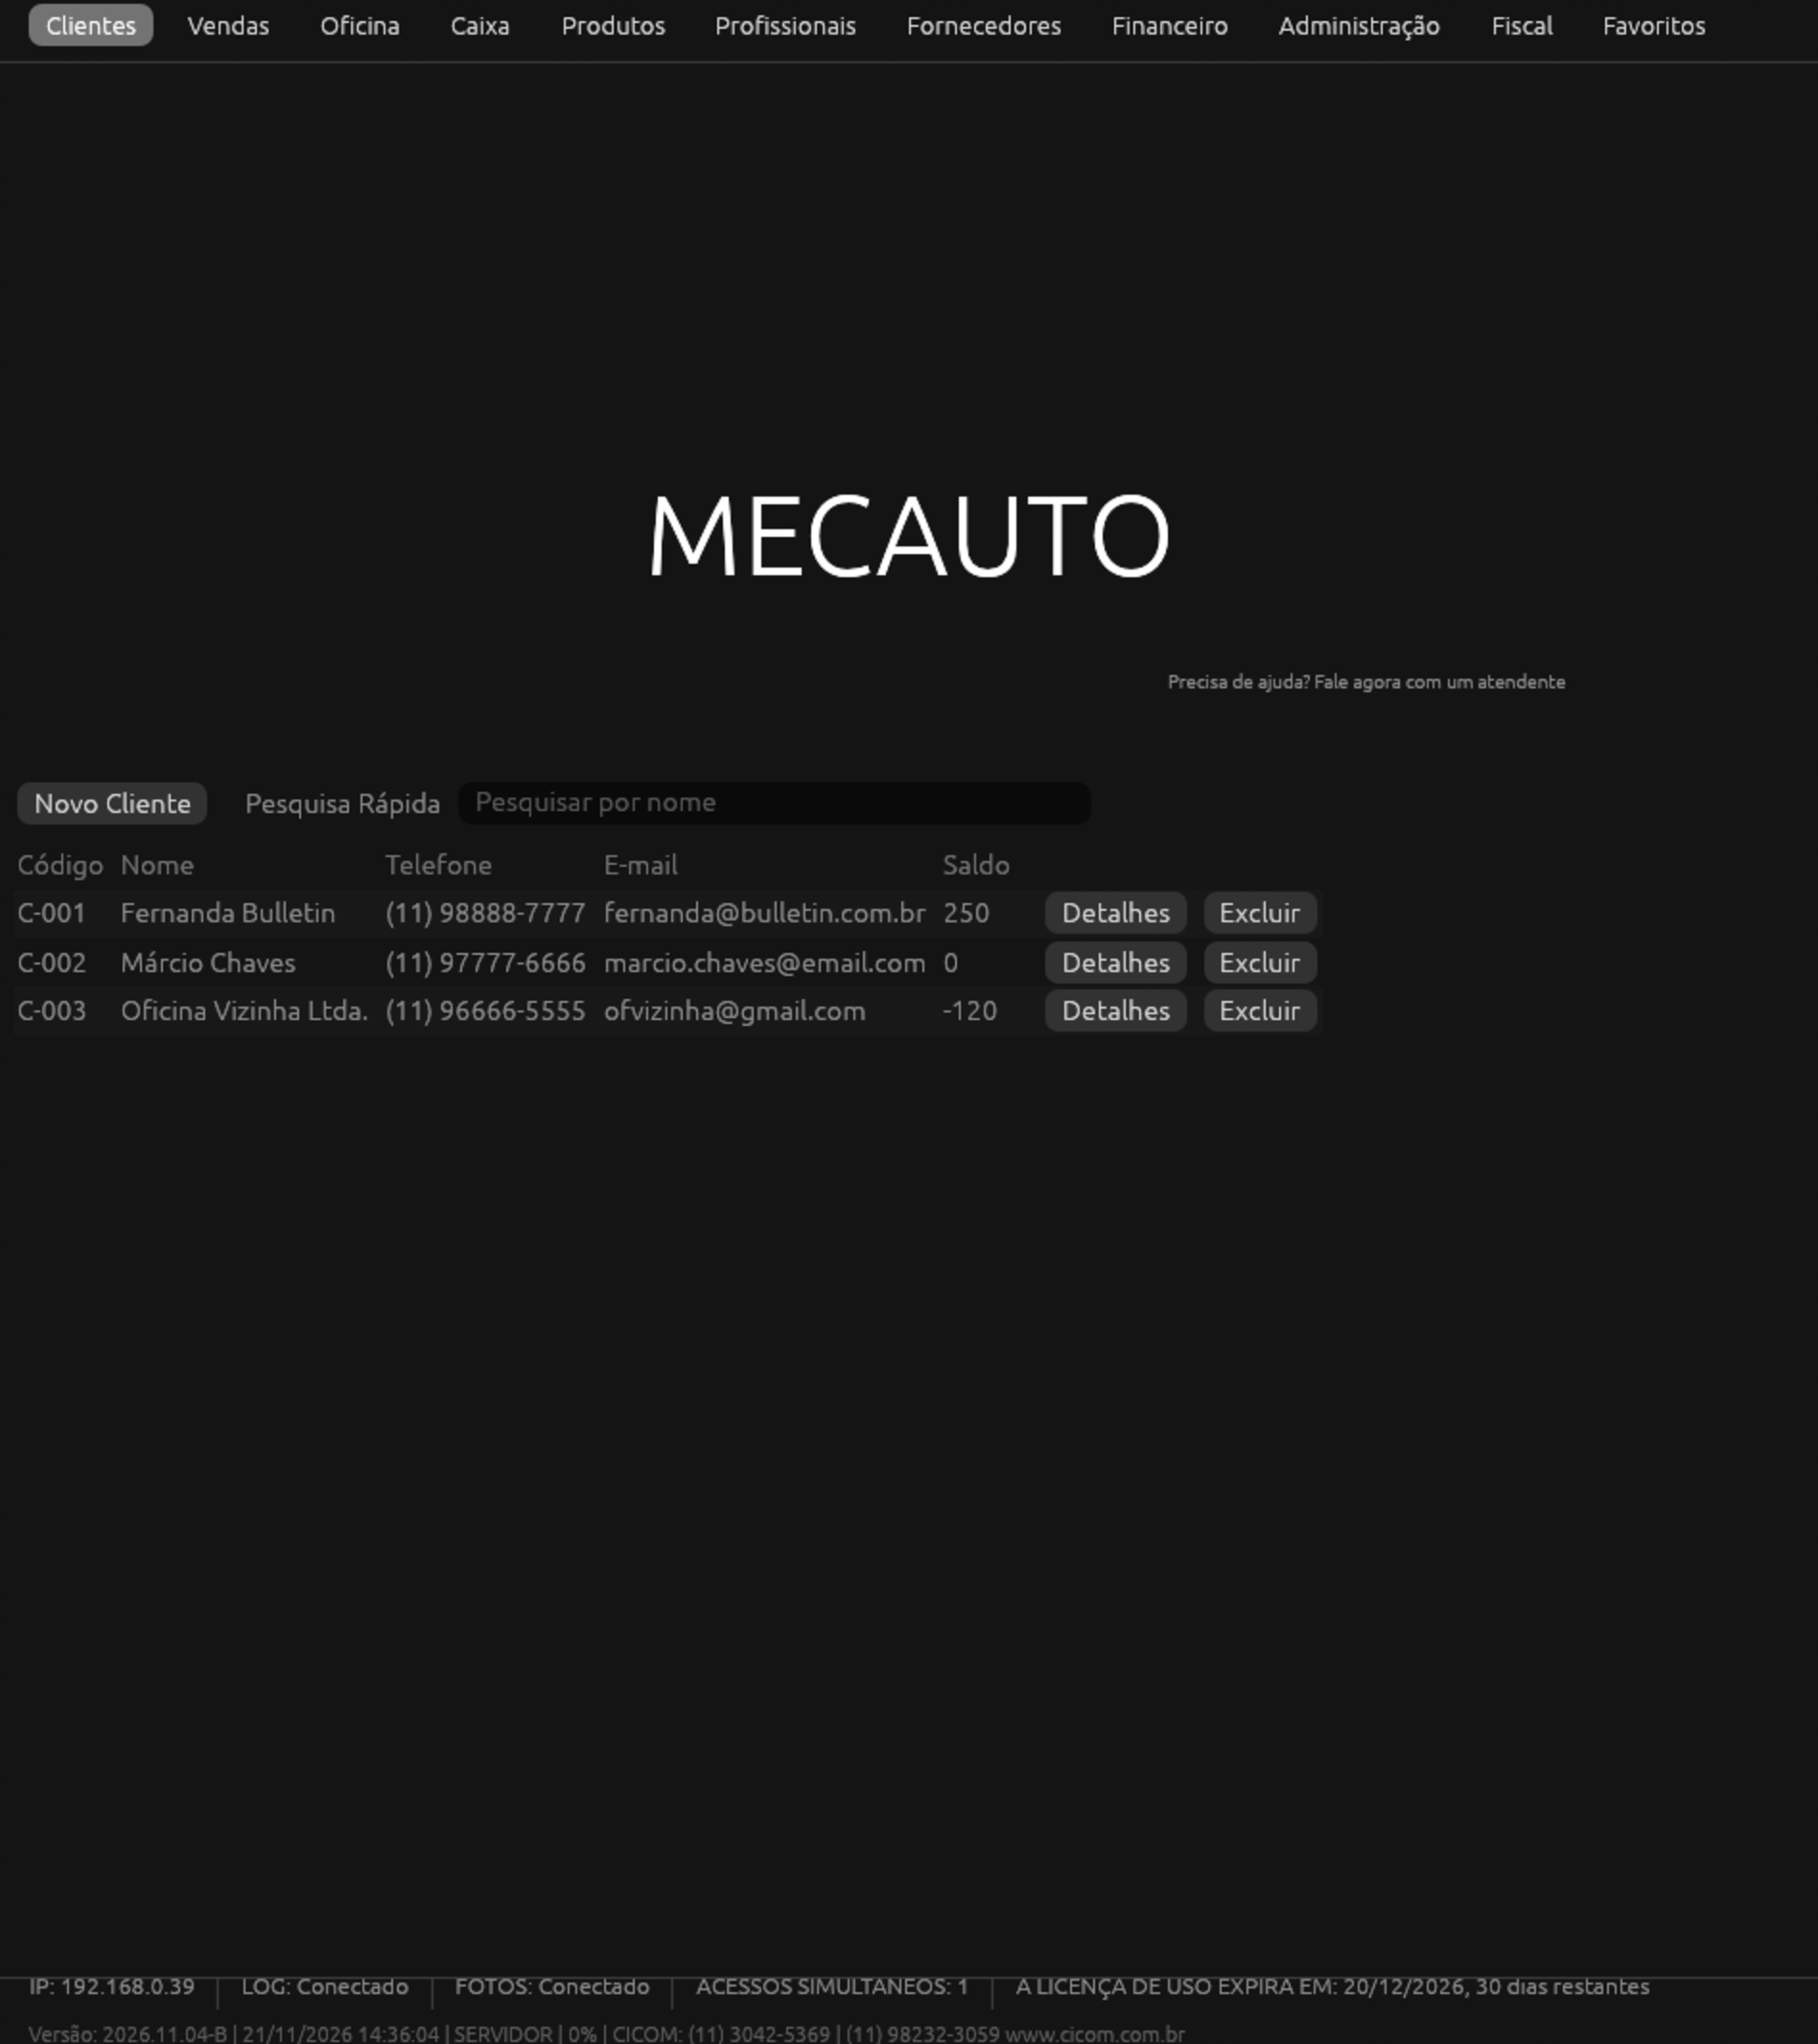 Clientes Vendas Oficina Caixa Produtos Profissionais Fornecedores Financeiro Administração Fiscal Favoritos
MECAUTO
Precisa de ajuda? Fale agora com um atendente
Novo Cliente Pesquisa Rápida Pesquisar por nome
Código Nome Telefone E-mail Saldo
C-001 Fernanda Bulletin (11) 98888-7777 fernanda@bulletin.com.br 250 Detalhes Excluir
C-002 Márcio Chaves (11) 97777-6666 marcio.chaves@email.com 0 Detalhes Excluir
C-003 Oficina Vizinha Ltda. (11) 96666-5555 ofvizinha@gmail.com -120 Detalhes Excluir
IP: 192.168.0.39 LOG: Conectado FOTOS: Conectado ACESSOS SIMULTANEOS: 1 A LICENÇA DE USO EXPIRA EM: 20/12/2026, 30 dias restantes
Versão: 2026.11.04-B | 21/11/2026 14:36:04 | SERVIDOR | 0% | CICOM: (11) 3042-5369 | (11) 98232-3059 www.cicom.com.br